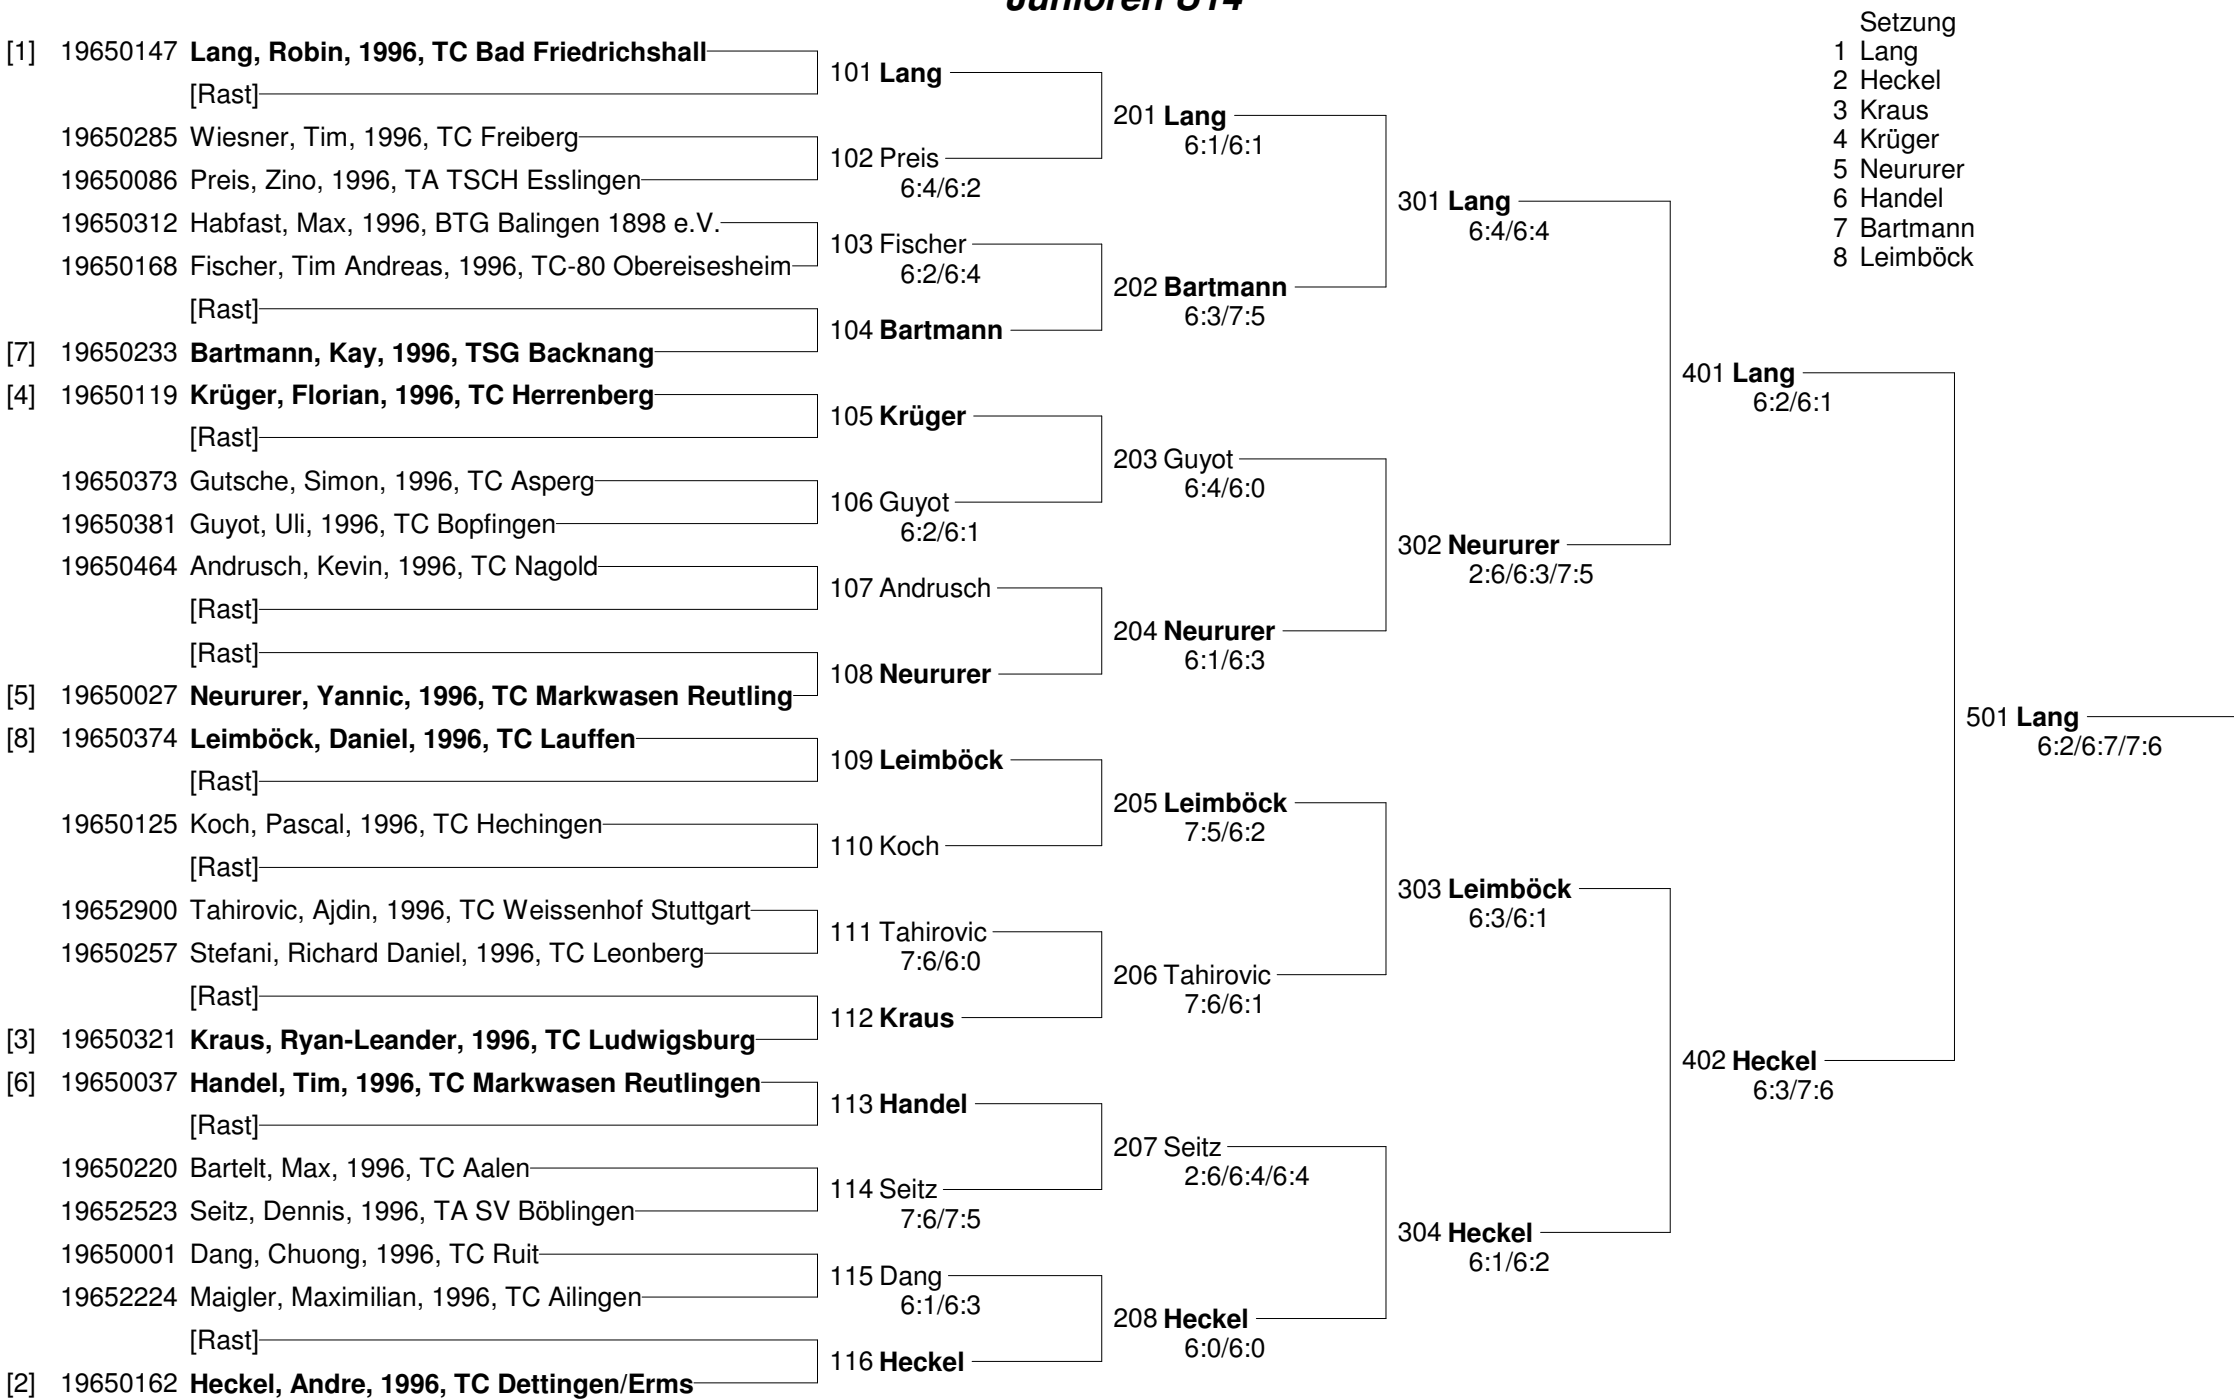 Junioren U14
Setzung
1 Lang
2 Heckel
3 Kraus
4 Krüger
5 Neururer
6 Handel
7 Bartmann
8 Leimböck
[1] 19650147 Lang, Robin, 1996, TC Bad Friedrichshall
[Rast]
19650285 Wiesner, Tim, 1996, TC Freiberg
19650086 Preis, Zino, 1996, TA TSCH Esslingen
19650312 Habfast, Max, 1996, BTG Balingen 1898 e.V.
19650168 Fischer, Tim Andreas, 1996, TC-80 Obereisesheim
[Rast]
[7] 19650233 Bartmann, Kay, 1996, TSG Backnang
[4] 19650119 Krüger, Florian, 1996, TC Herrenberg
[Rast]
19650373 Gutsche, Simon, 1996, TC Asperg
19650381 Guyot, Uli, 1996, TC Bopfingen
19650464 Andrusch, Kevin, 1996, TC Nagold
[Rast]
[Rast]
[5] 19650027 Neururer, Yannic, 1996, TC Markwasen Reutling
[8] 19650374 Leimböck, Daniel, 1996, TC Lauffen
[Rast]
19650125 Koch, Pascal, 1996, TC Hechingen
[Rast]
19652900 Tahirovic, Ajdin, 1996, TC Weissenhof Stuttgart
19650257 Stefani, Richard Daniel, 1996, TC Leonberg
[Rast]
[3] 19650321 Kraus, Ryan-Leander, 1996, TC Ludwigsburg
[6] 19650037 Handel, Tim, 1996, TC Markwasen Reutlingen
[Rast]
19650220 Bartelt, Max, 1996, TC Aalen
19652523 Seitz, Dennis, 1996, TA SV Böblingen
19650001 Dang, Chuong, 1996, TC Ruit
19652224 Maigler, Maximilian, 1996, TC Ailingen
[Rast]
[2] 19650162 Heckel, Andre, 1996, TC Dettingen/Erms
101 Lang
102 Preis
6:4/6:2
103 Fischer
6:2/6:4
104 Bartmann
105 Krüger
106 Guyot
6:2/6:1
107 Andrusch
108 Neururer
109 Leimböck
110 Koch
111 Tahirovic
7:6/6:0
112 Kraus
113 Handel
114 Seitz
7:6/7:5
115 Dang
6:1/6:3
116 Heckel
201 Lang
6:1/6:1
202 Bartmann
6:3/7:5
203 Guyot
6:4/6:0
204 Neururer
6:1/6:3
205 Leimböck
7:5/6:2
206 Tahirovic
7:6/6:1
207 Seitz
2:6/6:4/6:4
208 Heckel
6:0/6:0
301 Lang
6:4/6:4
302 Neururer
2:6/6:3/7:5
303 Leimböck
6:3/6:1
304 Heckel
6:1/6:2
401 Lang
6:2/6:1
402 Heckel
6:3/7:6
501 Lang
6:2/6:7/7:6